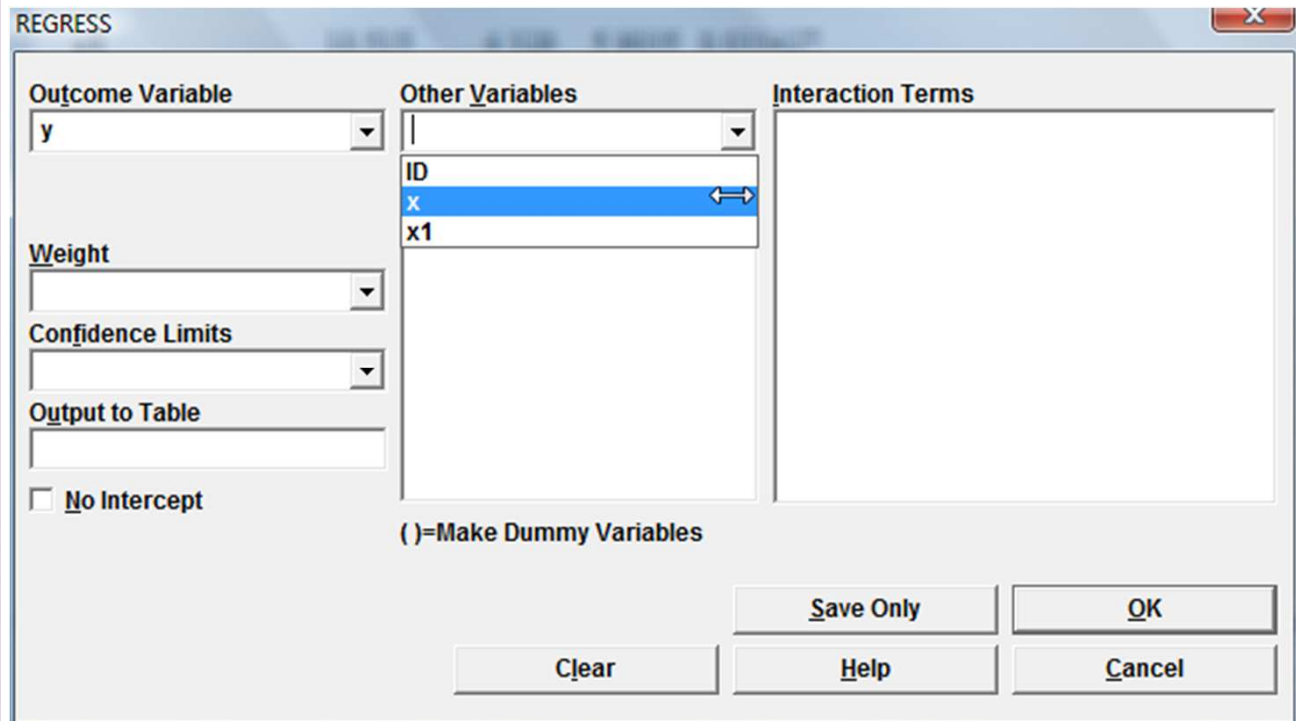 REGRESS
Outcome Variable
y
Other Variables
ID
x
x1
Interaction Terms
Weight
Confidence Limits
Output to Table
No Intercept
( )=Make Dummy Variables
Save Only
OK
Clear
Help
Cancel